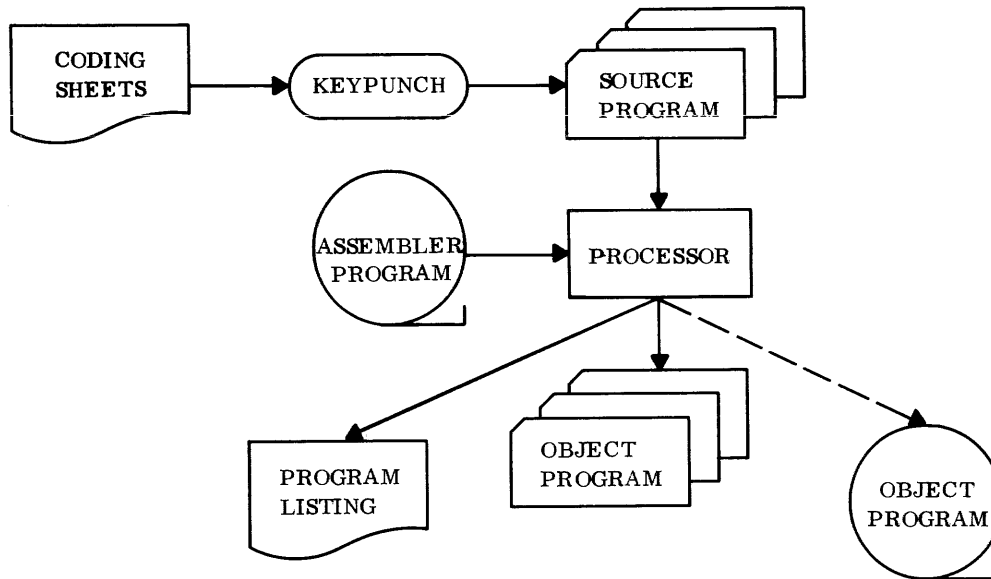 CODING
SHEETS
KEYPUNCH
SOURCE
PROGRAM
ASSEMBLER
PROGRAM
PROCESSOR
PROGRAM
LISTING
OBJECT
PROGRAM
OBJECT
PROGRAM